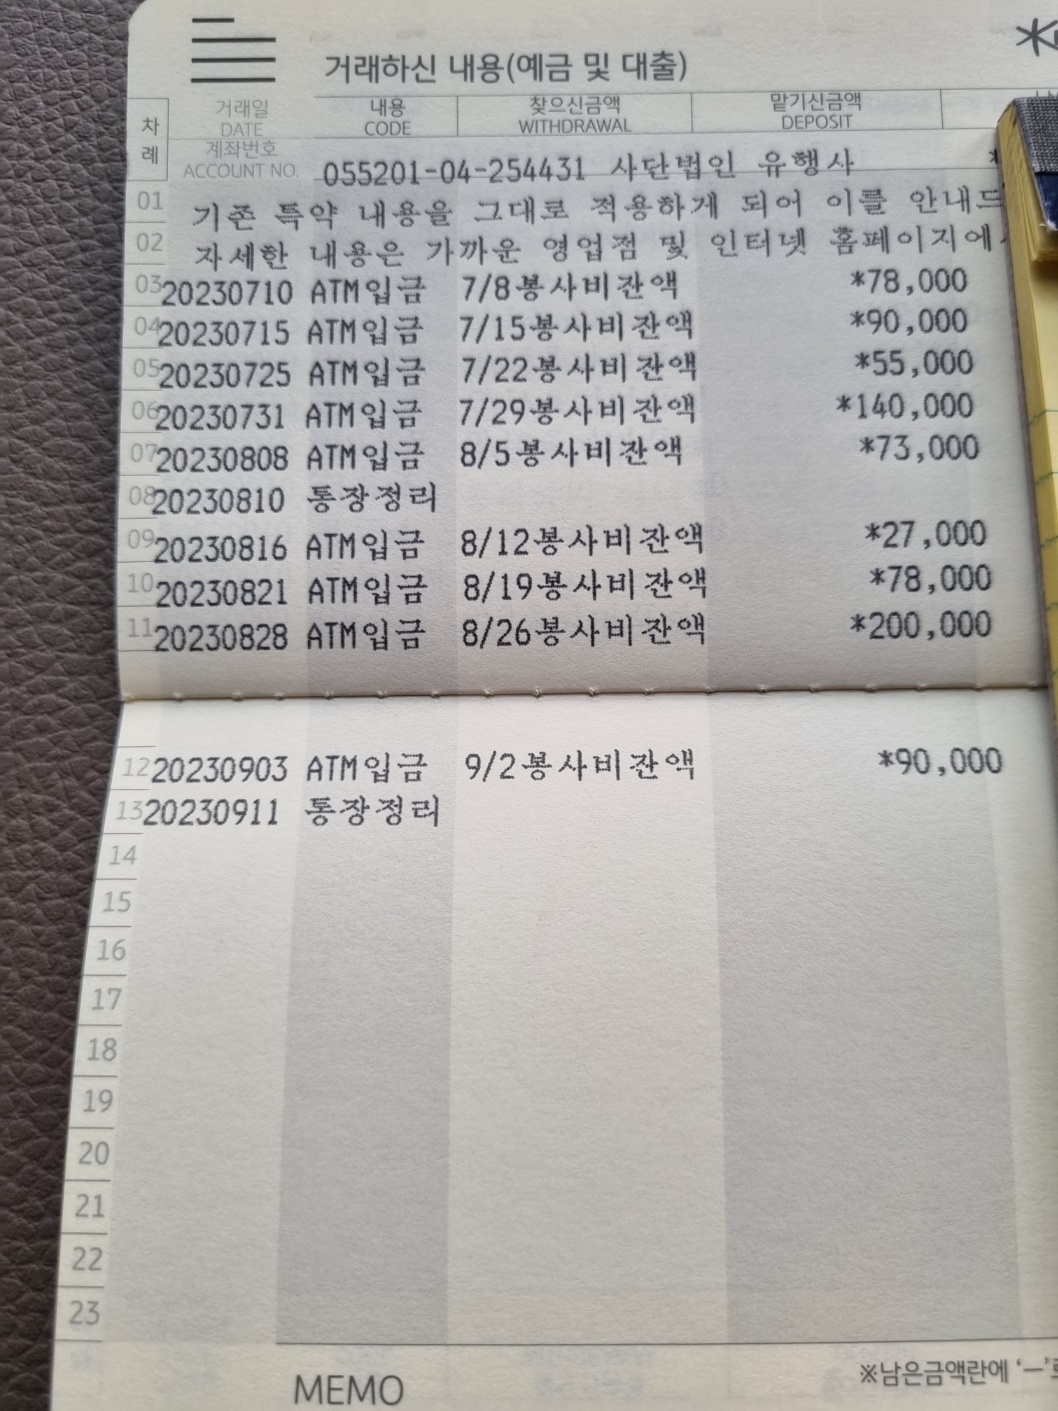 거래하신 내용(예금 및 대출)
차례 거래일 DATE 내용 CODE 찾으신금액 WITHDRAWAL 맡기신금액 DEPOSIT
계좌번호 ACCOUNT NO. 055201-04-254431 사단법인 유행사
01 기존 특약 내용을 그대로 적용하게 되어 이를 안내드
02 자세한 내용은 가까운 영업점 및 인터넷 홈페이지에서
03 20230710 ATM입금 7/8봉사비잔액 *78,000
04 20230715 ATM입금 7/15봉사비잔액 *90,000
05 20230725 ATM입금 7/22봉사비잔액 *55,000
06 20230731 ATM입금 7/29봉사비잔액 *140,000
07 20230808 ATM입금 8/5봉사비잔액 *73,000
08 20230810 통장정리
09 20230816 ATM입금 8/12봉사비잔액 *27,000
10 20230821 ATM입금 8/19봉사비잔액 *78,000
11 20230828 ATM입금 8/26봉사비잔액 *200,000
12 20230903 ATM입금 9/2봉사비잔액 *90,000
13 20230911 통장정리
14
15
16
17
18
19
20
21
22
23
MEMO ※남은금액란에 ‘–’로